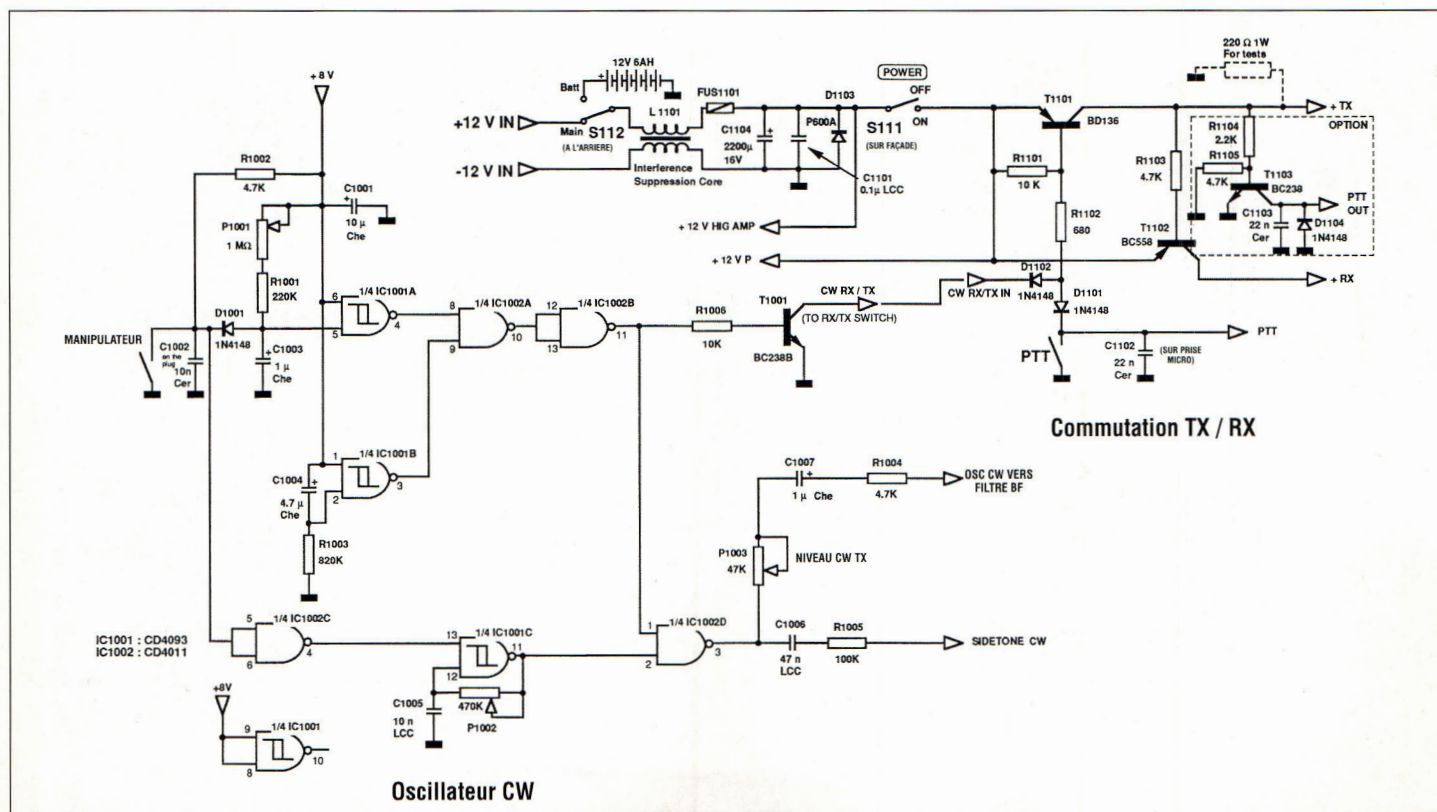 + 8 V
R1002
4.7K
C1001
10 µ
Che
P1001
1 MΩ
R1001
220K
D1001
1N4148
MANIPULATEUR
C1002
on the plug
10n
Cer
C1003
1 µ
Che
6
5
1/4 IC1001A
4
1
2
1/4 IC1001B
3
C1004
4.7 µ
Che
R1003
820K
8
9
1/4 IC1002A
10
12
13
1/4 IC1002B
11
R1006
10K
T1001
BC238B
CW RX / TX
(TO RX/TX SWITCH)
IC1001 : CD4093
IC1002 : CD4011
5
6
1/4 IC1002C
4
13
12
1/4 IC1001C
11
C1005
10 n
LCC
470K
P1002
1
2
1/4 IC1002D
3
P1003
47K
NIVEAU CW TX
C1007
1 µ Che
R1004
4.7K
OSC CW VERS
FILTRE BF
C1006
47 n
LCC
R1005
100K
SIDETONE CW
+8V
9
8
1/4 IC1001
10
Oscillateur CW
12V 6AH
Batt
Main
+12 V IN
-12 V IN
S112
(A L'ARRIERE)
L 1101
Interference
Suppression Core
FUS1101
C1104
2200µ
16V
D1103
P600A
C1101
0.1µ LCC
POWER
OFF
ON
S111
(SUR FAÇADE)
+ 12 V HIG AMP
+ 12 V P
T1101
BD136
R1101
10 K
R1102
680
D1102
1N4148
CW RX/TX IN
D1101
1N4148
PTT
C1102
22 n
Cer
(SUR PRISE
MICRO)
PTT
220 Ω 1W
For tests
+ TX
OPTION
R1103
4.7K
R1104
2.2K
R1105
4.7K
T1103
BC238
C1103
22 n
Cer
D1104
1N4148
PTT
OUT
T1102
BC558
+ RX
Commutation TX / RX